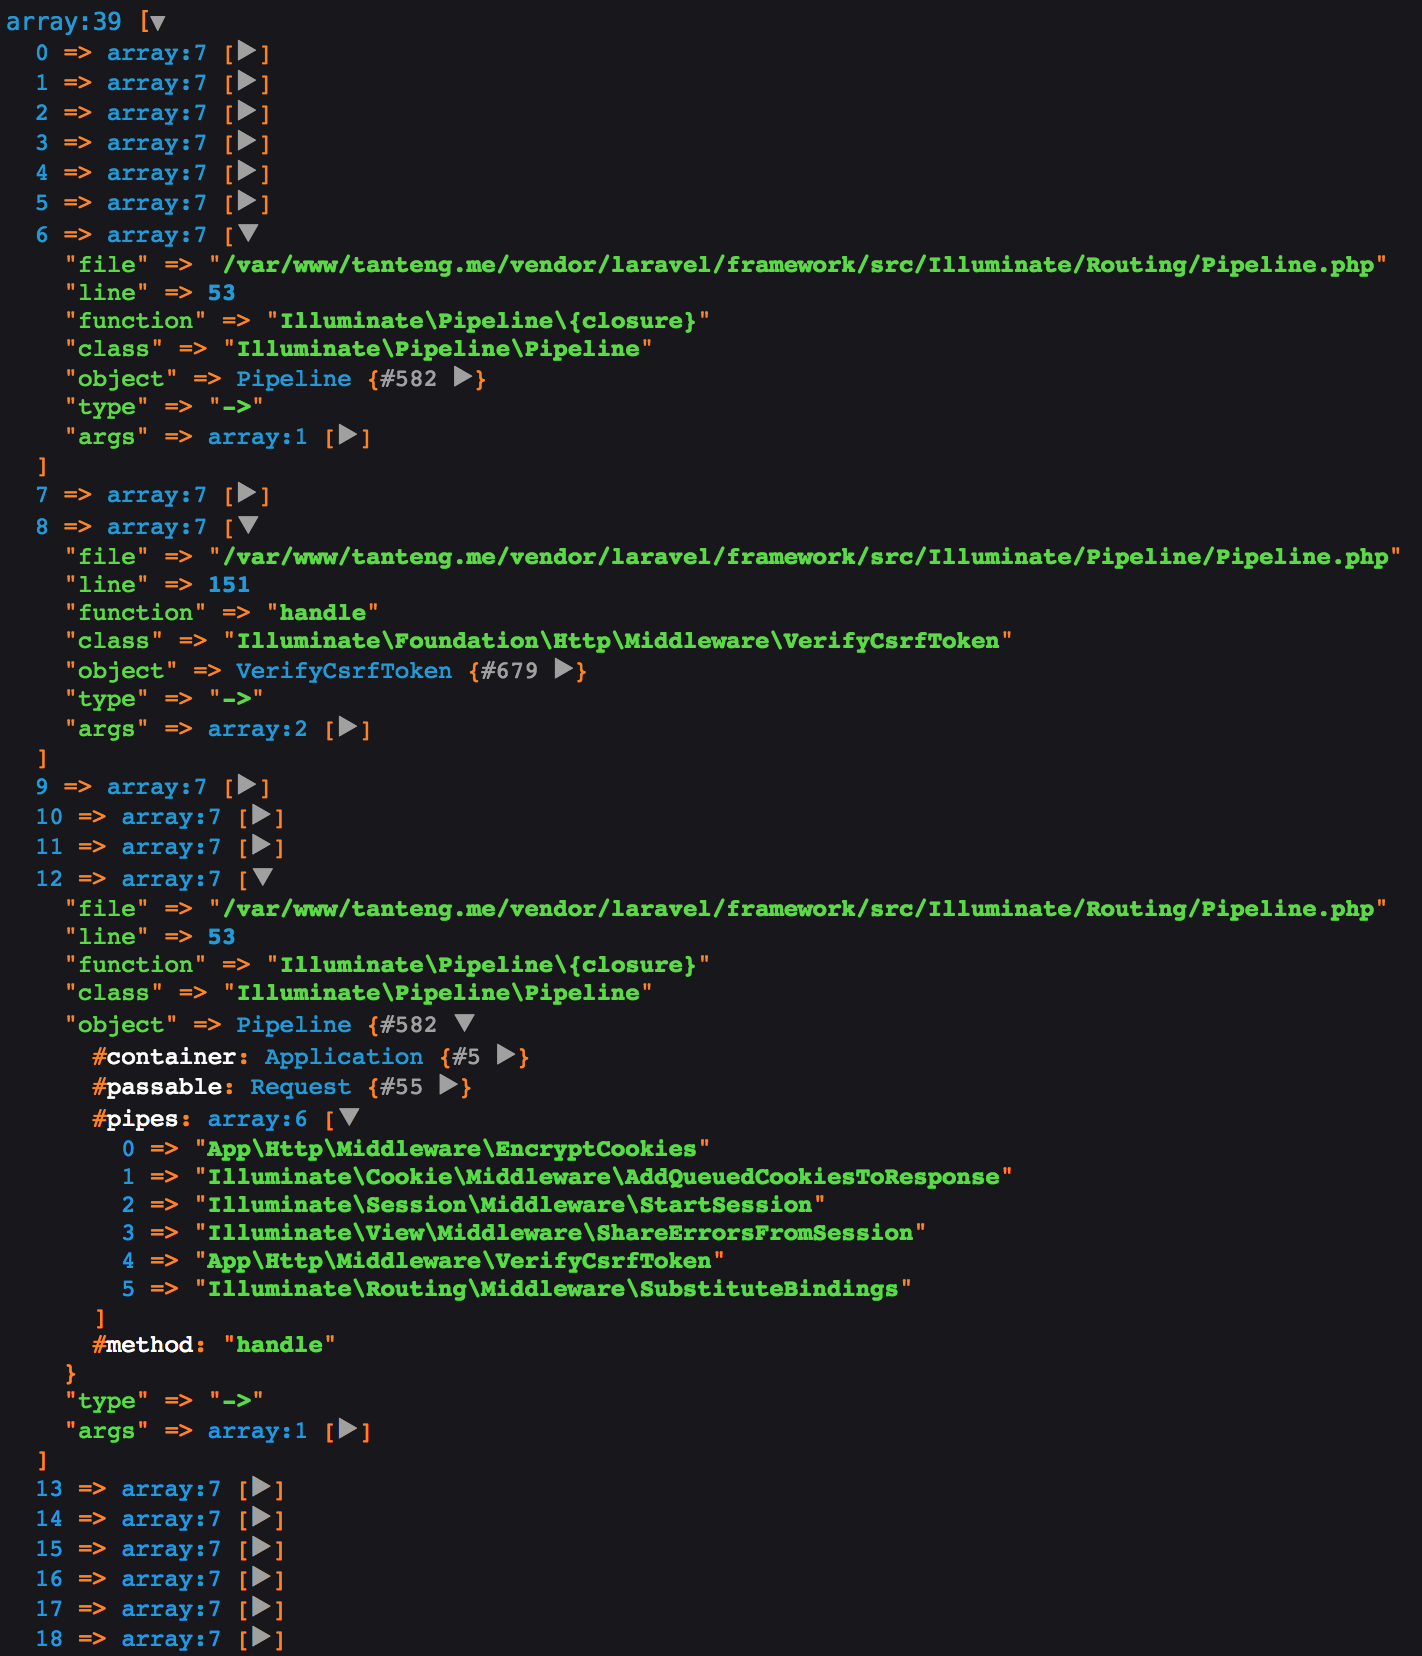 array:39 [▼
0 => array:7 [▶]
1 => array:7 [▶]
2 => array:7 [▶]
3 => array:7 [▶]
4 => array:7 [▶]
5 => array:7 [▶]
6 => array:7 [▼
"file" => "/var/www/tanteng.me/vendor/laravel/framework/src/Illuminate/Routing/Pipeline.php"
"line" => 53
"function" => "Illuminate\Pipeline\{closure}"
"class" => "Illuminate\Pipeline\Pipeline"
"object" => Pipeline {#582 ▶}
"type" => "->"
"args" => array:1 [▶]
]
7 => array:7 [▶]
8 => array:7 [▼
"file" => "/var/www/tanteng.me/vendor/laravel/framework/src/Illuminate/Pipeline/Pipeline.php"
"line" => 151
"function" => "handle"
"class" => "Illuminate\Foundation\Http\Middleware\VerifyCsrfToken"
"object" => VerifyCsrfToken {#679 ▶}
"type" => "->"
"args" => array:2 [▶]
]
9 => array:7 [▶]
10 => array:7 [▶]
11 => array:7 [▶]
12 => array:7 [▼
"file" => "/var/www/tanteng.me/vendor/laravel/framework/src/Illuminate/Routing/Pipeline.php"
"line" => 53
"function" => "Illuminate\Pipeline\{closure}"
"class" => "Illuminate\Pipeline\Pipeline"
"object" => Pipeline {#582 ▼
#container: Application {#5 ▶}
#passable: Request {#55 ▶}
#pipes: array:6 [▼
0 => "App\Http\Middleware\EncryptCookies"
1 => "Illuminate\Cookie\Middleware\AddQueuedCookiesToResponse"
2 => "Illuminate\Session\Middleware\StartSession"
3 => "Illuminate\View\Middleware\ShareErrorsFromSession"
4 => "App\Http\Middleware\VerifyCsrfToken"
5 => "Illuminate\Routing\Middleware\SubstituteBindings"
]
#method: "handle"
}
"type" => "->"
"args" => array:1 [▶]
]
13 => array:7 [▶]
14 => array:7 [▶]
15 => array:7 [▶]
16 => array:7 [▶]
17 => array:7 [▶]
18 => array:7 [▶]